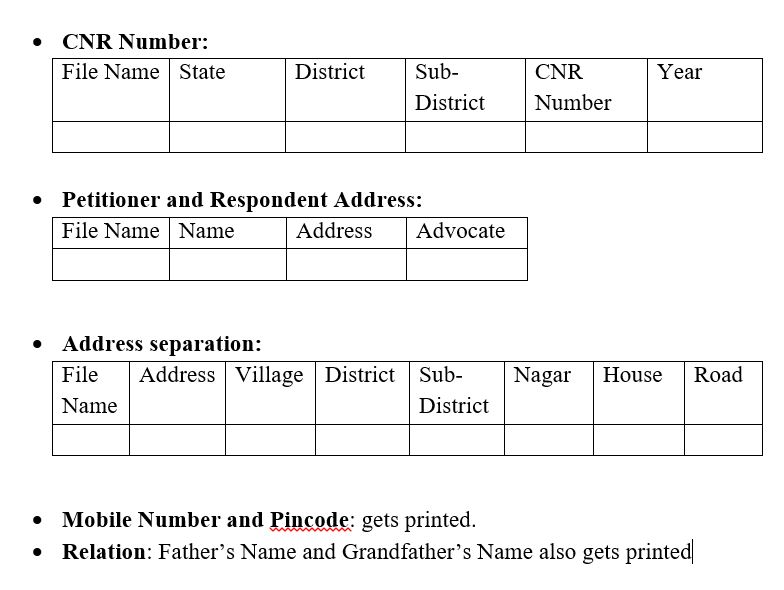 • CNR Number:
File Name State District Sub-District CNR Number Year
• Petitioner and Respondent Address:
File Name Name Address Advocate
• Address separation:
File Name Address Village District Sub-District Nagar House Road
• Mobile Number and Pincode: gets printed.
• Relation: Father’s Name and Grandfather’s Name also gets printed